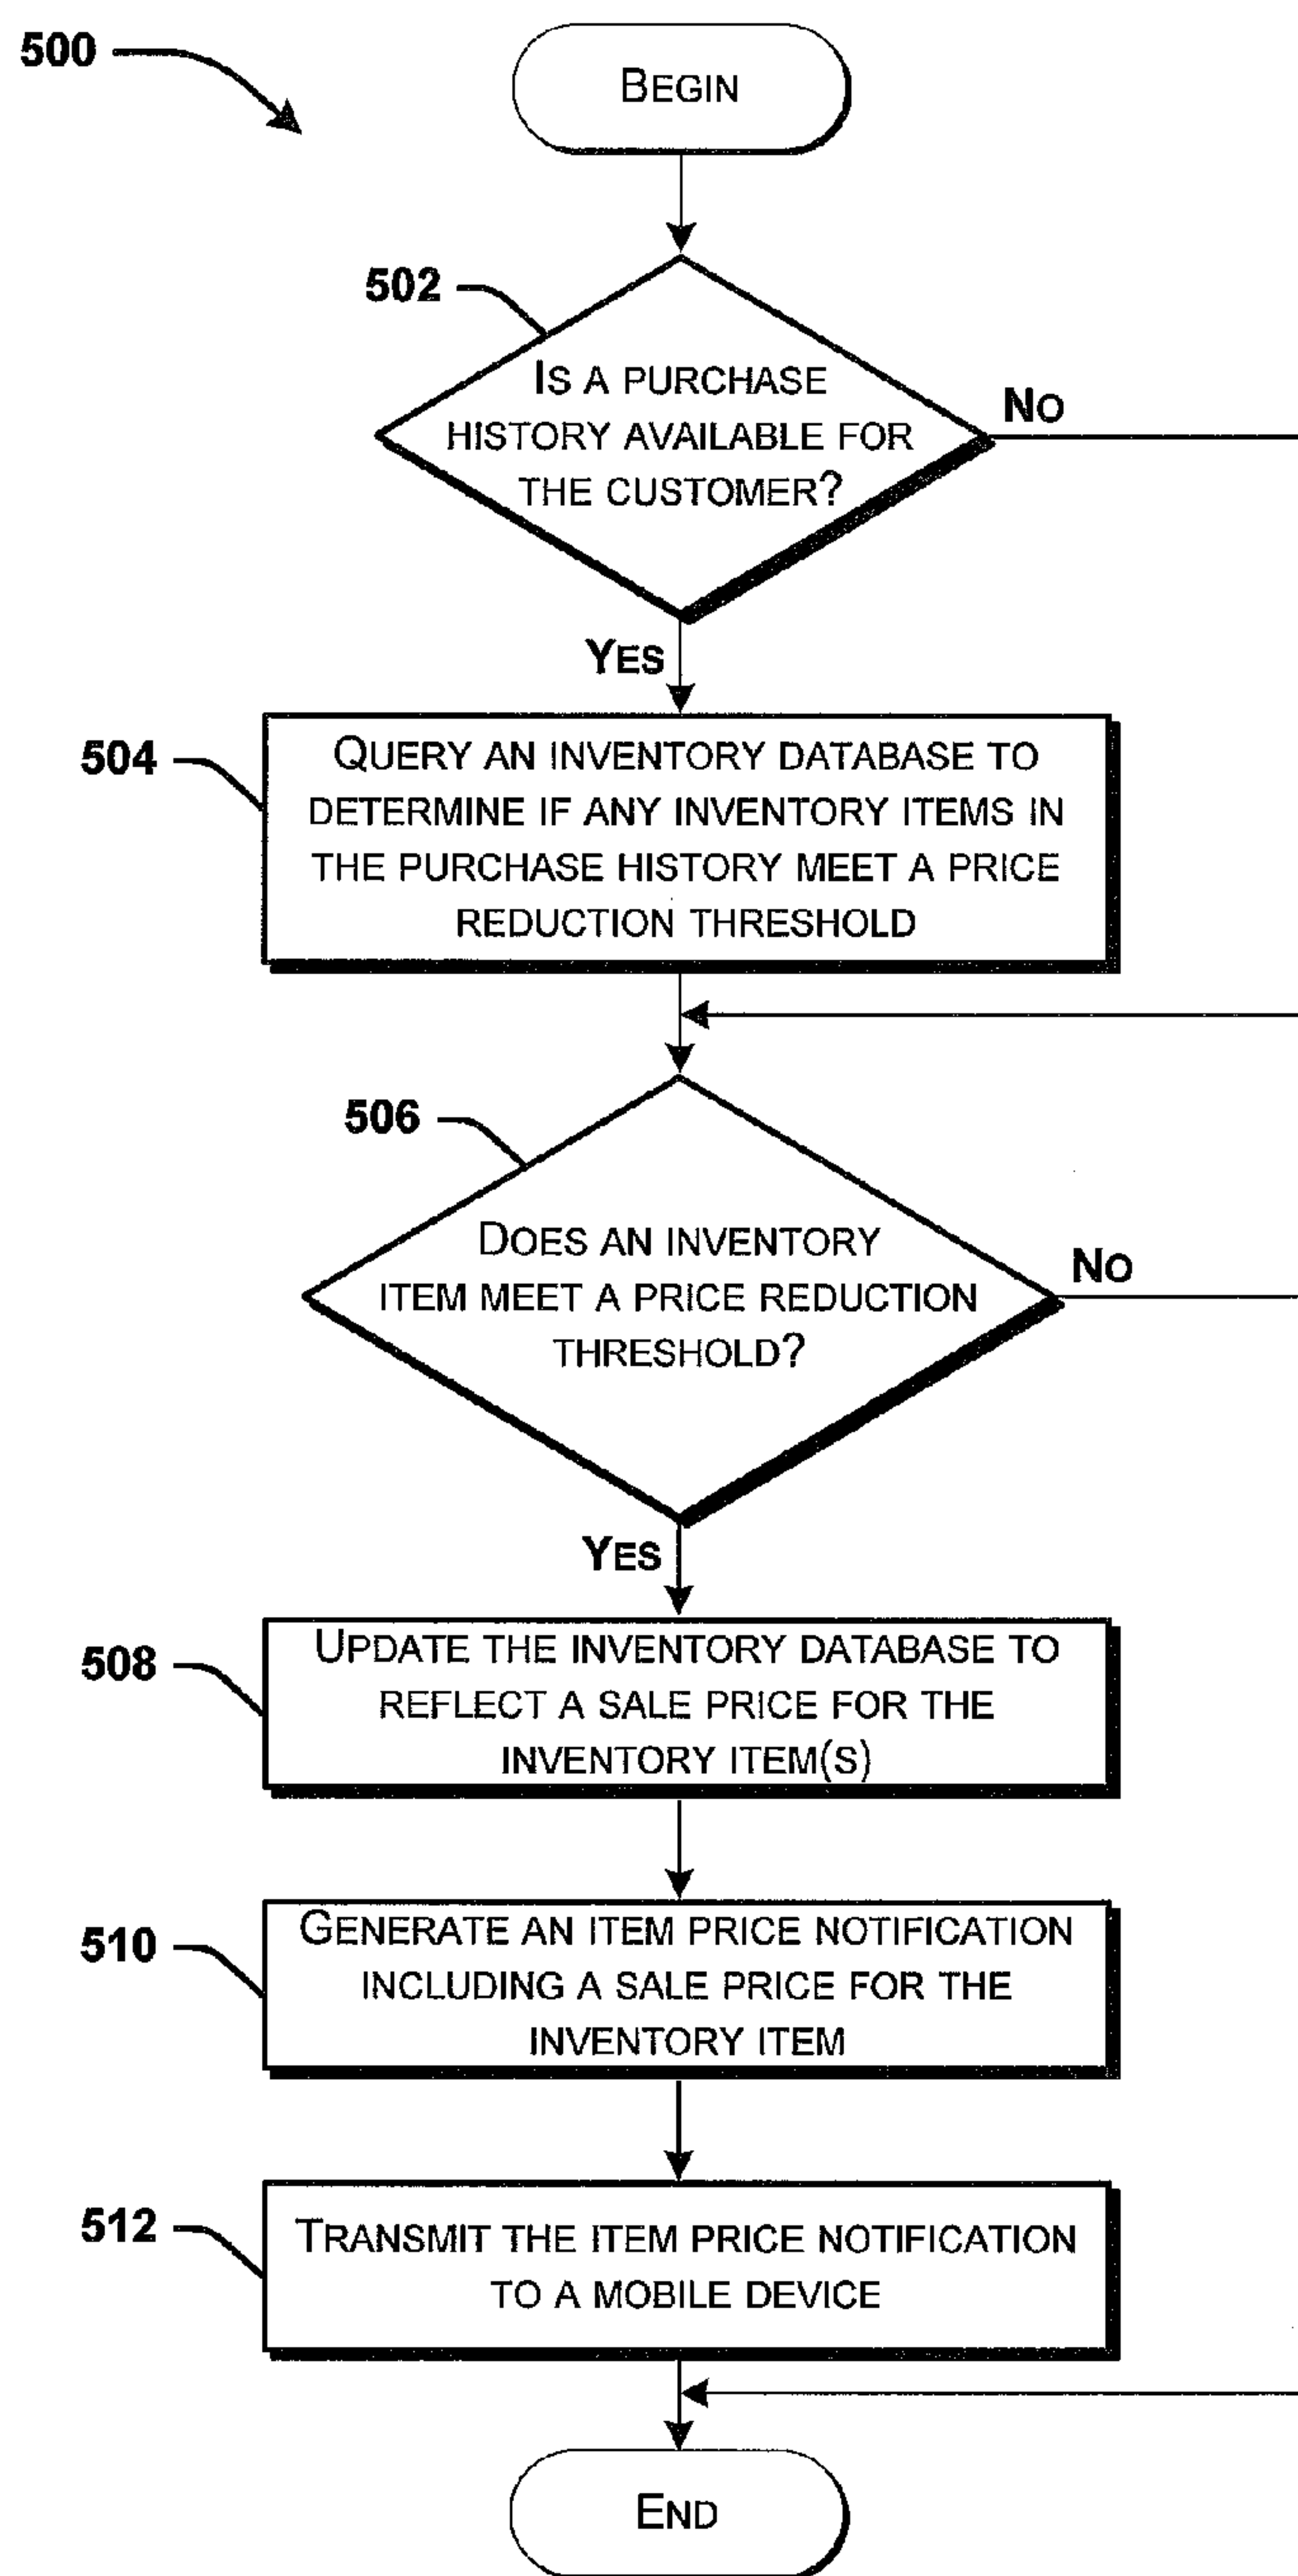 500
BEGIN
502
IS A PURCHASE
HISTORY AVAILABLE FOR
THE CUSTOMER?
NO
YES
504
QUERY AN INVENTORY DATABASE TO
DETERMINE IF ANY INVENTORY ITEMS IN
THE PURCHASE HISTORY MEET A PRICE
REDUCTION THRESHOLD
506
DOES AN INVENTORY
ITEM MEET A PRICE REDUCTION
THRESHOLD?
NO
YES
508
UPDATE THE INVENTORY DATABASE TO
REFLECT A SALE PRICE FOR THE
INVENTORY ITEM(S)
510
GENERATE AN ITEM PRICE NOTIFICATION
INCLUDING A SALE PRICE FOR THE
INVENTORY ITEM
512
TRANSMIT THE ITEM PRICE NOTIFICATION
TO A MOBILE DEVICE
END